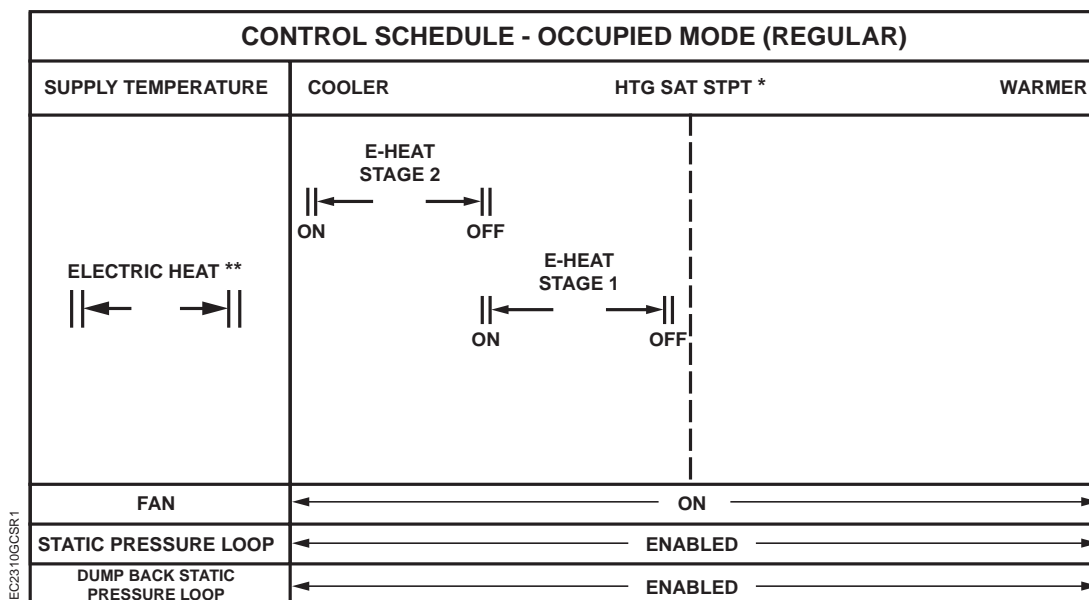 CONTROL SCHEDULE - OCCUPIED MODE (REGULAR)
SUPPLY TEMPERATURE COOLER HTG SAT STPT * WARMER
E-HEAT
STAGE 2
ON OFF
ELECTRIC HEAT **
E-HEAT
STAGE 1
ON OFF
FAN ON
STATIC PRESSURE LOOP ENABLED
DUMP BACK STATIC
PRESSURE LOOP ENABLED
EC2310GCSR1